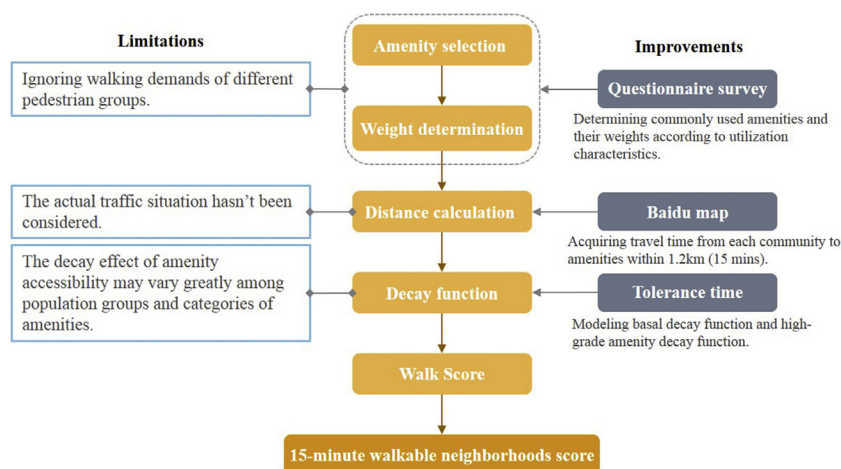 Limitations
Ignoring walking demands of different
pedestrian groups.
The actual traffic situation hasn't been
considered.
The decay effect of amenity
accessibility may vary greatly among
population groups and categories of
amenities.
Amenity selection
Weight determination
Distance calculation
Decay function
Walk Score
15-minute walkable neighborhoods score
Improvements
Questionnaire survey
Determining commonly used amenities and
their weights according to utilization
characteristics.
Baidu map
Acquiring travel time from each community to
amenities within 1.2km (15 mins).
Tolerance time
Modeling basal decay function and high-
grade amenity decay function.